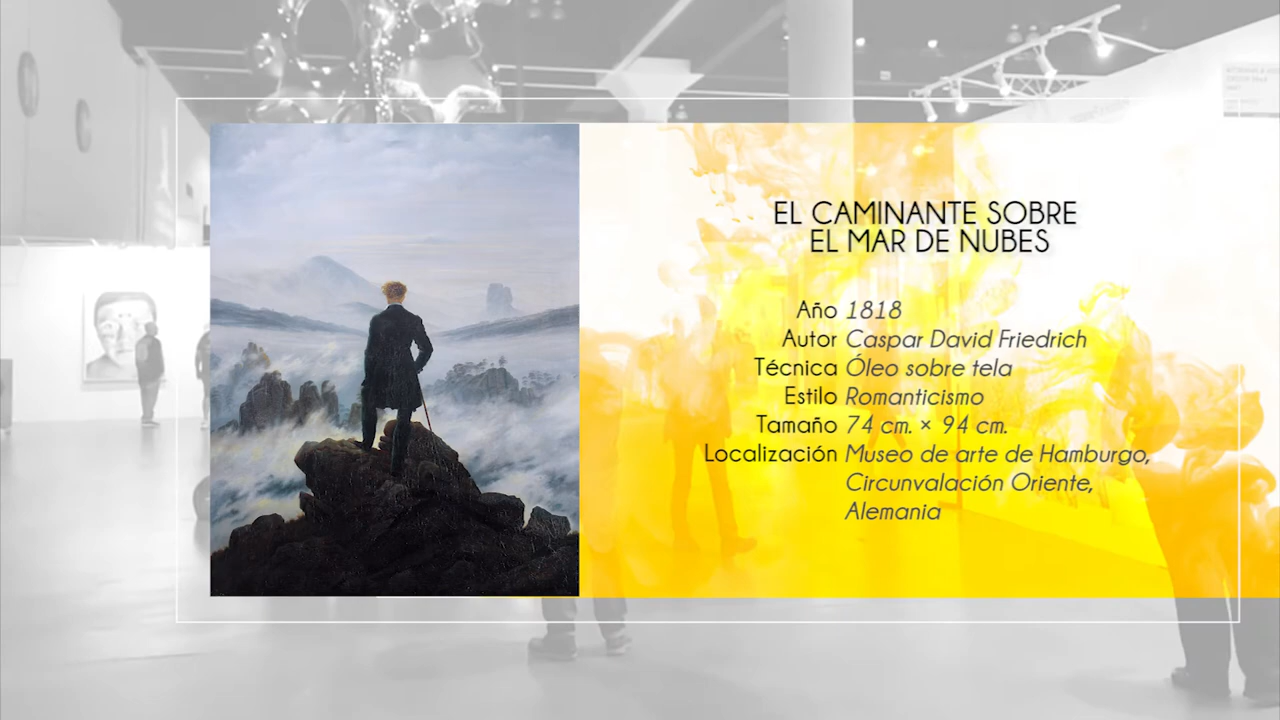 EL CAMINANTE SOBRE
EL MAR DE NUBES
Año 1818
Autor Caspar David Friedrich
Técnica Óleo sobre tela
Estilo Romanticismo
Tamaño 74 cm. × 94 cm.
Localización Museo de arte de Hamburgo,
Circunvalación Oriente,
Alemania